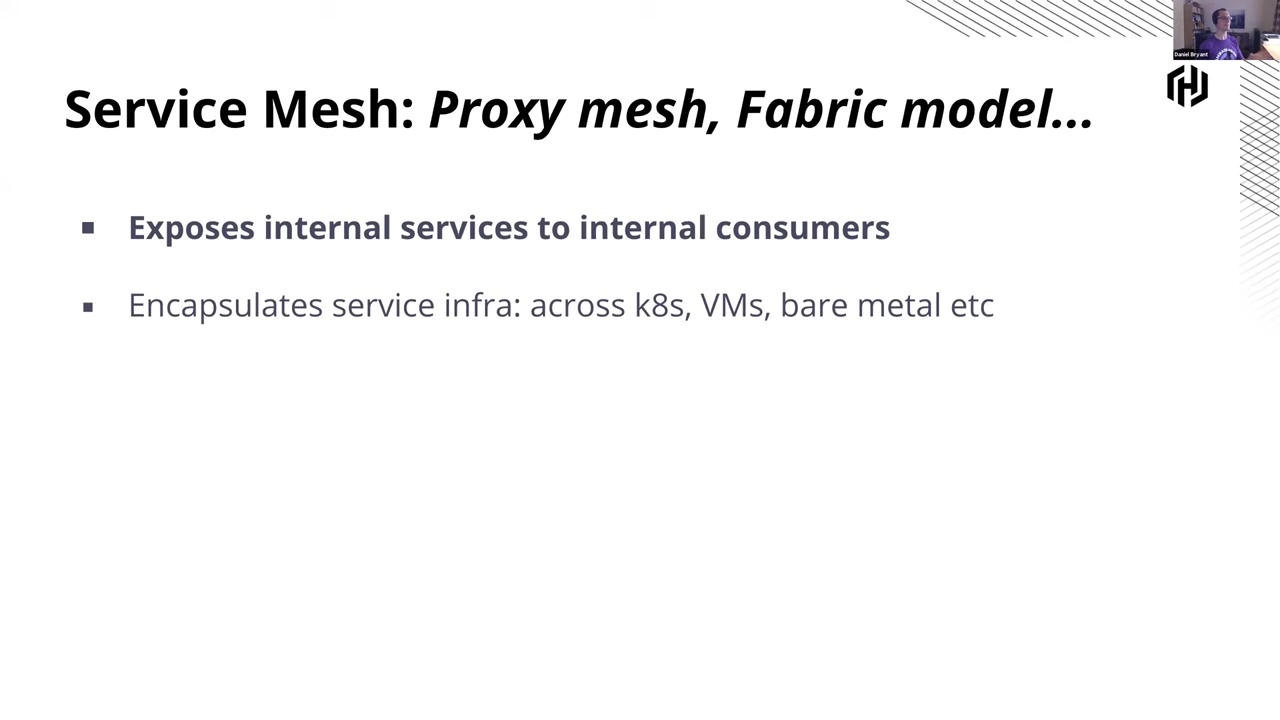 Service Mesh: Proxy mesh, Fabric model...
Exposes internal services to internal consumers
Encapsulates service infra: across k8s, VMs, bare metal etc
Daniel Bryant